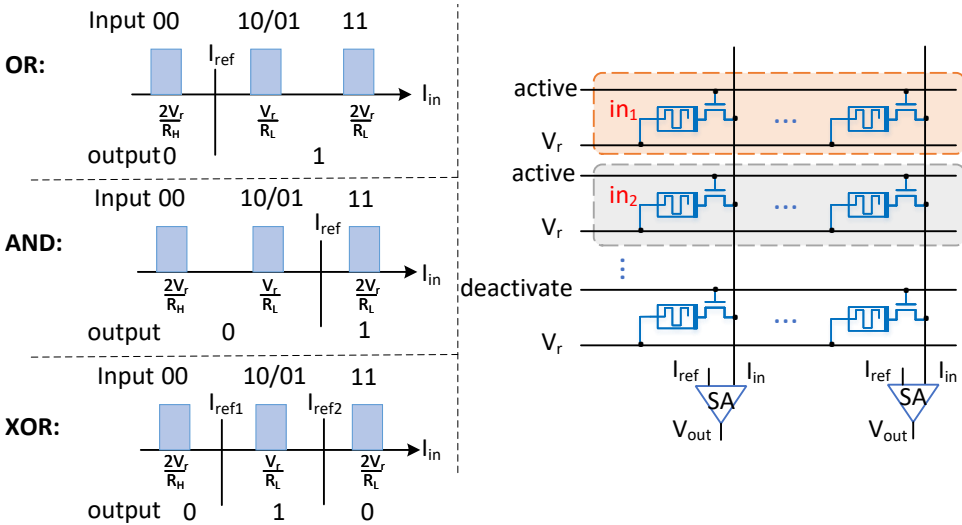 Input 00 10/01 11
OR:
I_ref
I_in
2V_r/R_H V_r/R_L 2V_r/R_L
output 0 1
Input 00 10/01 11
AND:
I_ref
I_in
2V_r/R_H V_r/R_L 2V_r/R_L
output 0 1
Input 00 10/01 11
XOR:
I_ref1 I_ref2
I_in
2V_r/R_H V_r/R_L 2V_r/R_L
output 0 1 0
active
in_1 ...
V_r
active
in_2 ...
V_r
⋮
deactivate
...
V_r
I_ref I_in I_ref I_in
SA SA
V_out V_out